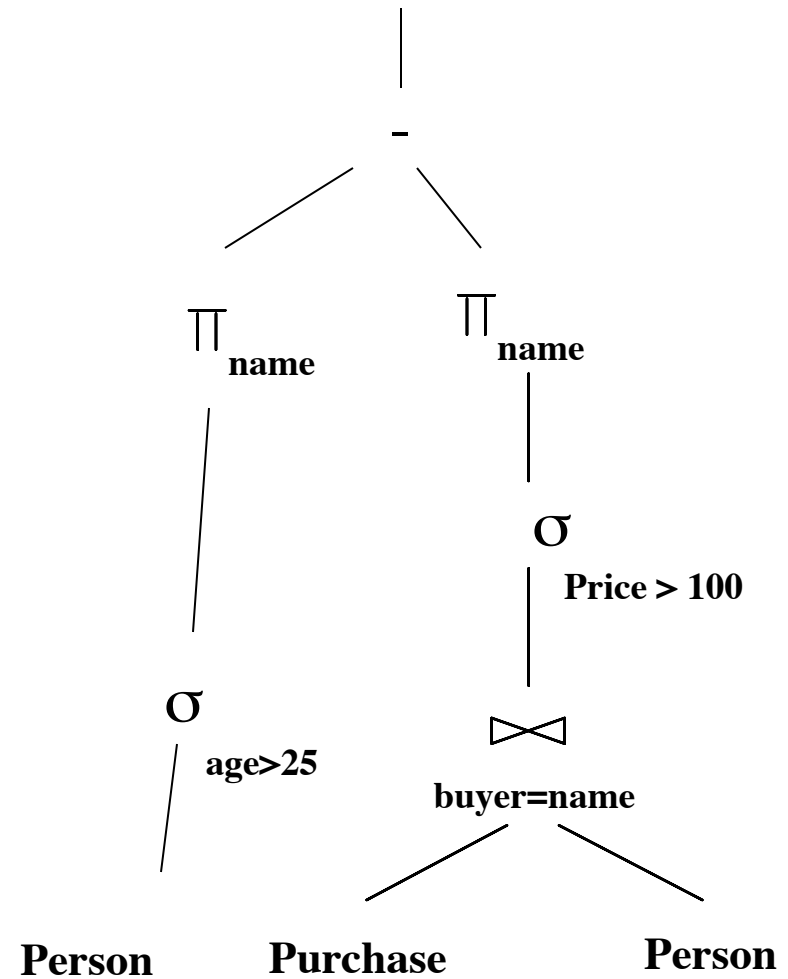 -
Π name
Π name
σ Price > 100
σ age>25
⋈ buyer=name
Person
Purchase
Person